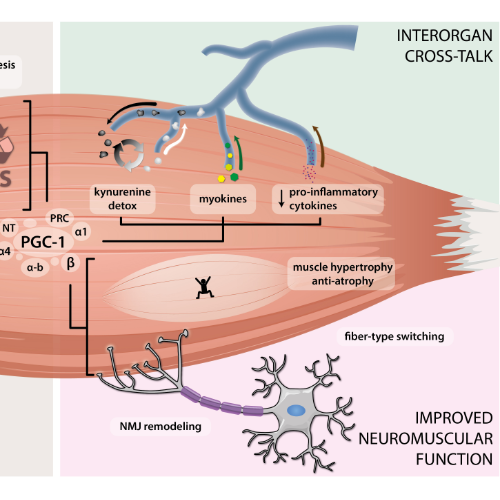 INTERORGAN
CROSS-TALK
esis
S
kynurenine
detox
myokines
↓ pro-inflammatory
cytokines
NT
PRC
α1
PGC-1
α4
α-b
β
muscle hypertrophy
anti-atrophy
fiber-type switching
NMJ remodeling
IMPROVED
NEUROMUSCULAR
FUNCTION